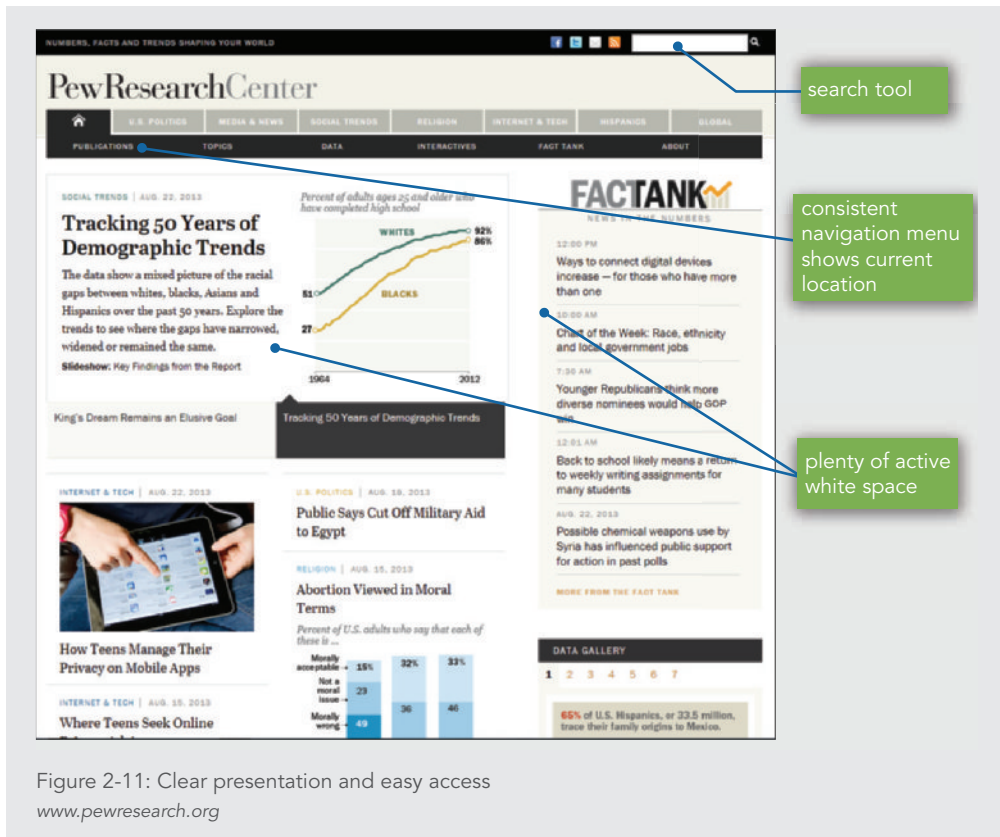 NUMBERS, FACTS AND TRENDS SHAPING YOUR WORLD
PewResearchCenter
U.S. POLITICS MEDIA & NEWS SOCIAL TRENDS RELIGION INTERNET & TECH HISPANICS GLOBAL
PUBLICATIONS TOPICS DATA INTERACTIVES FACT TANK ABOUT
search tool
consistent
navigation menu
shows current
location
plenty of active
white space
SOCIAL TRENDS | AUG. 22, 2013
Tracking 50 Years of
Demographic Trends
The data show a mixed picture of the racial
gaps between whites, blacks, Asians and
Hispanics over the past 50 years. Explore the
trends to see where the gaps have narrowed,
widened or remained the same.
Slideshow: Key Findings from the Report
Percent of adults ages 25 and older who
have completed high school
WHITES
92%
86%
51
BLACKS
27
1964 2012
King's Dream Remains an Elusive Goal
Tracking 50 Years of Demographic Trends
FACTANK
NEWS IN THE NUMBERS
12:00 PM
Ways to connect digital devices
increase — for those who have more
than one
10:00 AM
Chart of the Week: Race, ethnicity
and local government jobs
7:30 AM
Younger Republicans think more
diverse nominees would help GOP
win
12:01 AM
Back to school likely means a return
to weekly writing assignments for
many students
AUG. 22, 2013
Possible chemical weapons use by
Syria has influenced public support
for action in past polls
MORE FROM THE FACT TANK
INTERNET & TECH | AUG. 22, 2013
How Teens Manage Their
Privacy on Mobile Apps
INTERNET & TECH | AUG. 15, 2013
Where Teens Seek Online
U.S. POLITICS | AUG. 19, 2013
Public Says Cut Off Military Aid
to Egypt
RELIGION | AUG. 15, 2013
Abortion Viewed in Moral
Terms
Percent of U.S. adults who say that each of
these is ...
Morally
acceptable 15% 32% 33%
Not a
moral
issue 23 36 46
Morally
wrong 49
DATA GALLERY
1 2 3 4 5 6 7
65% of U.S. Hispanics, or 33.5 million,
trace their family origins to Mexico.
Figure 2-11: Clear presentation and easy access
www.pewresearch.org